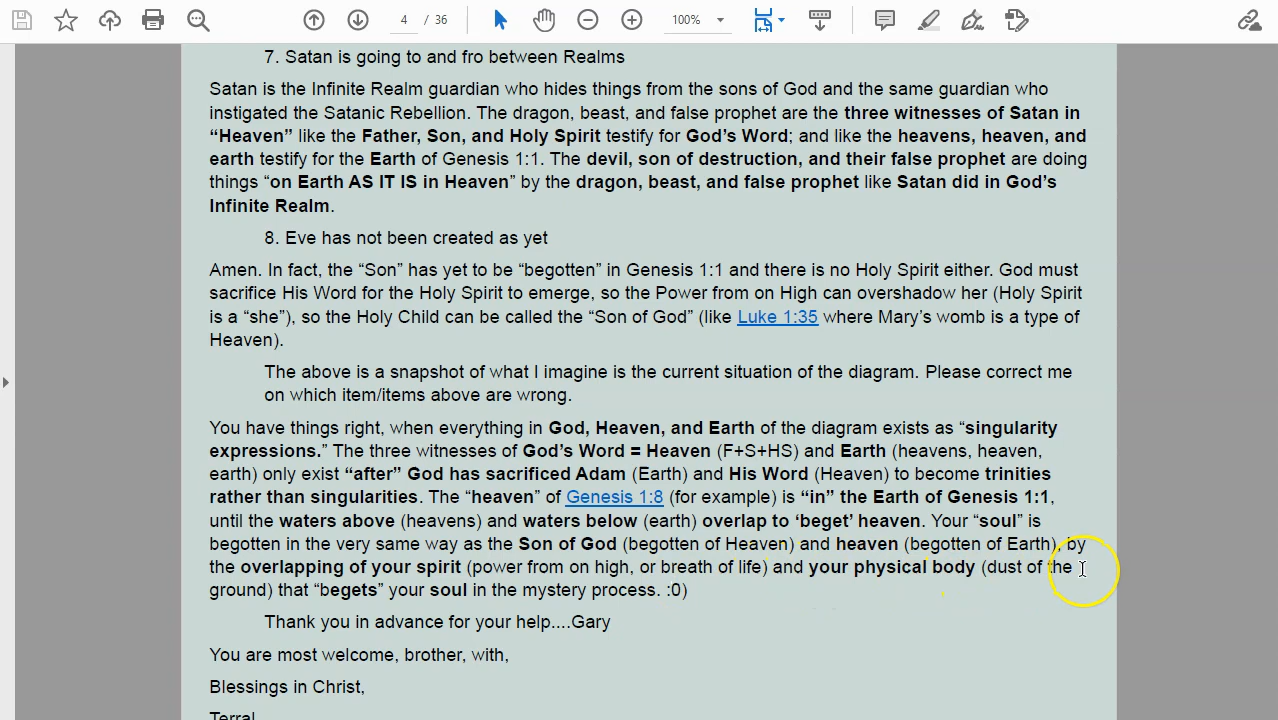 4 / 36
100%
7. Satan is going to and fro between Realms
Satan is the Infinite Realm guardian who hides things from the sons of God and the same guardian who
instigated the Satanic Rebellion. The dragon, beast, and false prophet are the three witnesses of Satan in
“Heaven” like the Father, Son, and Holy Spirit testify for God’s Word; and like the heavens, heaven, and
earth testify for the Earth of Genesis 1:1. The devil, son of destruction, and their false prophet are doing
things “on Earth AS IT IS in Heaven” by the dragon, beast, and false prophet like Satan did in God’s
Infinite Realm.
8. Eve has not been created as yet
Amen. In fact, the “Son” has yet to be “begotten” in Genesis 1:1 and there is no Holy Spirit either. God must
sacrifice His Word for the Holy Spirit to emerge, so the Power from on High can overshadow her (Holy Spirit
is a “she”), so the Holy Child can be called the “Son of God” (like Luke 1:35 where Mary’s womb is a type of
Heaven).
The above is a snapshot of what I imagine is the current situation of the diagram. Please correct me
on which item/items above are wrong.
You have things right, when everything in God, Heaven, and Earth of the diagram exists as “singularity
expressions.” The three witnesses of God’s Word = Heaven (F+S+HS) and Earth (heavens, heaven,
earth) only exist “after” God has sacrificed Adam (Earth) and His Word (Heaven) to become trinities
rather than singularities. The “heaven” of Genesis 1:8 (for example) is “in” the Earth of Genesis 1:1,
until the waters above (heavens) and waters below (earth) overlap to ‘beget’ heaven. Your “soul” is
begotten in the very same way as the Son of God (begotten of Heaven) and heaven (begotten of Earth), by
the overlapping of your spirit (power from on high, or breath of life) and your physical body (dust of the
ground) that “begets” your soul in the mystery process. :0)
Thank you in advance for your help....Gary
You are most welcome, brother, with,
Blessings in Christ,
Terral